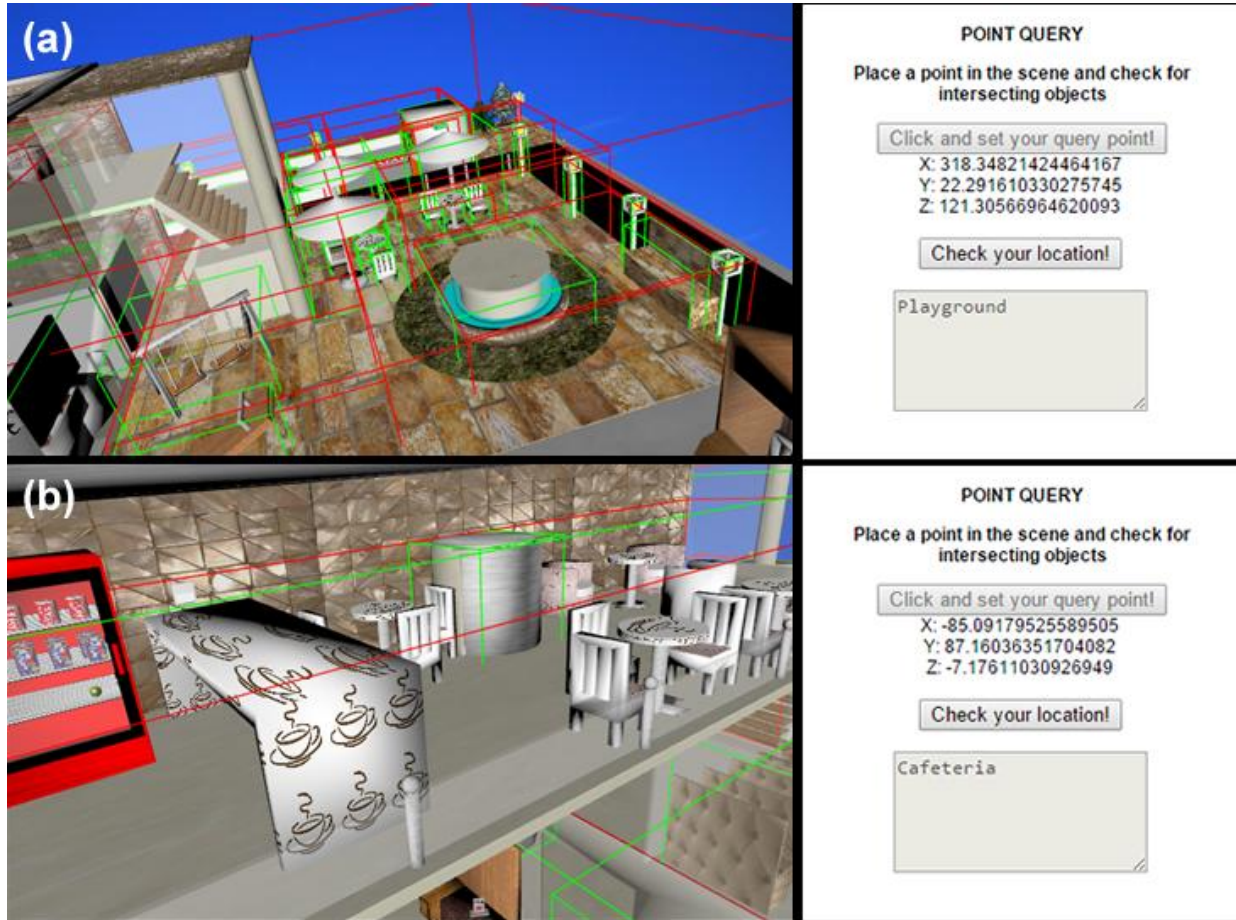 (a)
POINT QUERY
Place a point in the scene and check for
intersecting objects
Click and set your query point!
X: 318.34821424464167
Y: 22.291610330275745
Z: 121.30566964620093
Check your location!
Playground
(b)
POINT QUERY
Place a point in the scene and check for
intersecting objects
Click and set your query point!
X: -85.09179525589505
Y: 87.16036351704082
Z: -7.17611030926949
Check your location!
Cafeteria